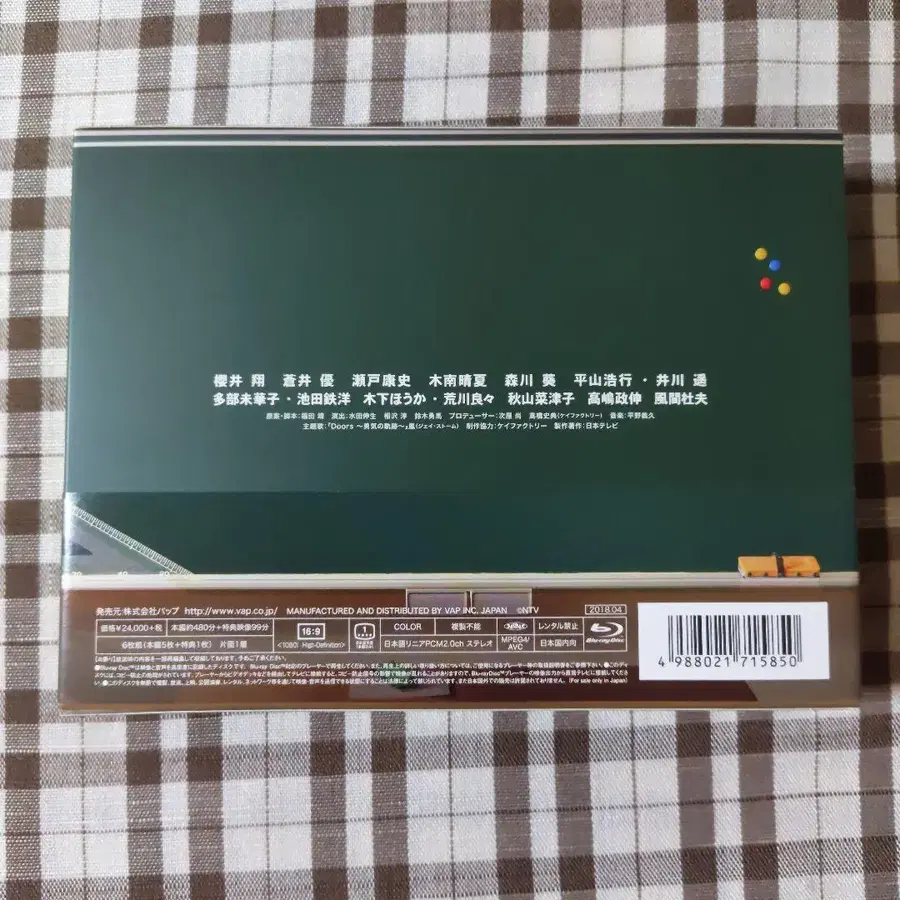 櫻井 翔 蒼井 優 瀬戸康史 木南晴夏 森川 葵 平山浩行・井川 遥
多部未華子・池田鉄洋 木下ほうか・荒川良々 秋山菜津子 高嶋政伸 風間杜夫
原案・脚本:福田 靖 演出:水田伸生 相沢 淳 鈴木勇馬 プロデューサー:次屋 尚 高橋史典(ケイファクトリー) 音楽:平野義久
主題歌:「Doors ～勇気の軌跡～」嵐(ジェイ・ストーム) 制作協力:ケイファクトリー 製作著作:日本テレビ
発売元:株式会社バップ http://www.vap.co.jp/ MANUFACTURED AND DISTRIBUTED BY VAP INC. JAPAN ©NTV
2018.04
価格¥24,000+税 本編約480分+特典映像99分
6枚組(本編5枚+特典1枚) 片面1層
<1080i High-Definition> 16:9
1
COLOR 複製不能 レンタル禁止
日本語リニアPCM2.0ch ステレオ MPEG4/AVC 日本国内向
Blu-ray Disc
4 988021 715850
(For sale only in Japan)